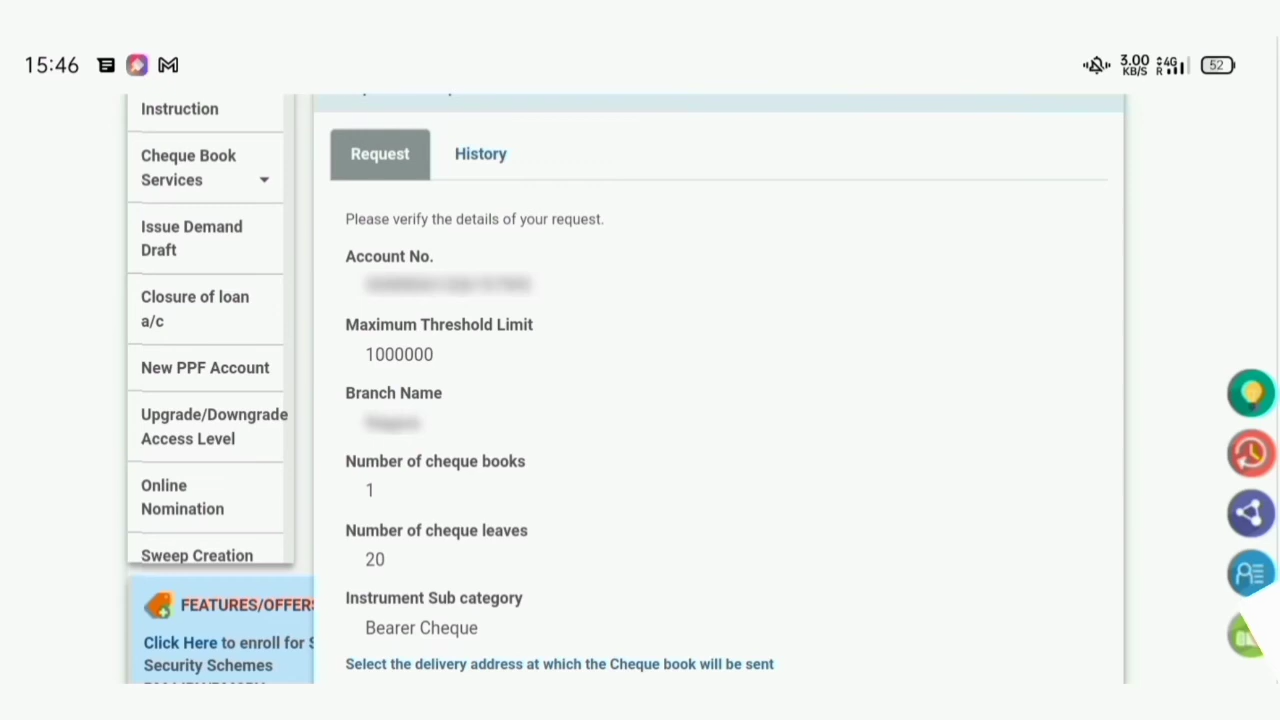 15:46
3.00
KB/S
4G
R
52
Instruction
Cheque Book
Services
Issue Demand
Draft
Closure of loan
a/c
New PPF Account
Upgrade/Downgrade
Access Level
Online
Nomination
Sweep Creation
FEATURES/OFFERS
Click Here to enroll for S
Security Schemes
Request
History
Please verify the details of your request.
Account No.
Maximum Threshold Limit
1000000
Branch Name
Number of cheque books
1
Number of cheque leaves
20
Instrument Sub category
Bearer Cheque
Select the delivery address at which the Cheque book will be sent